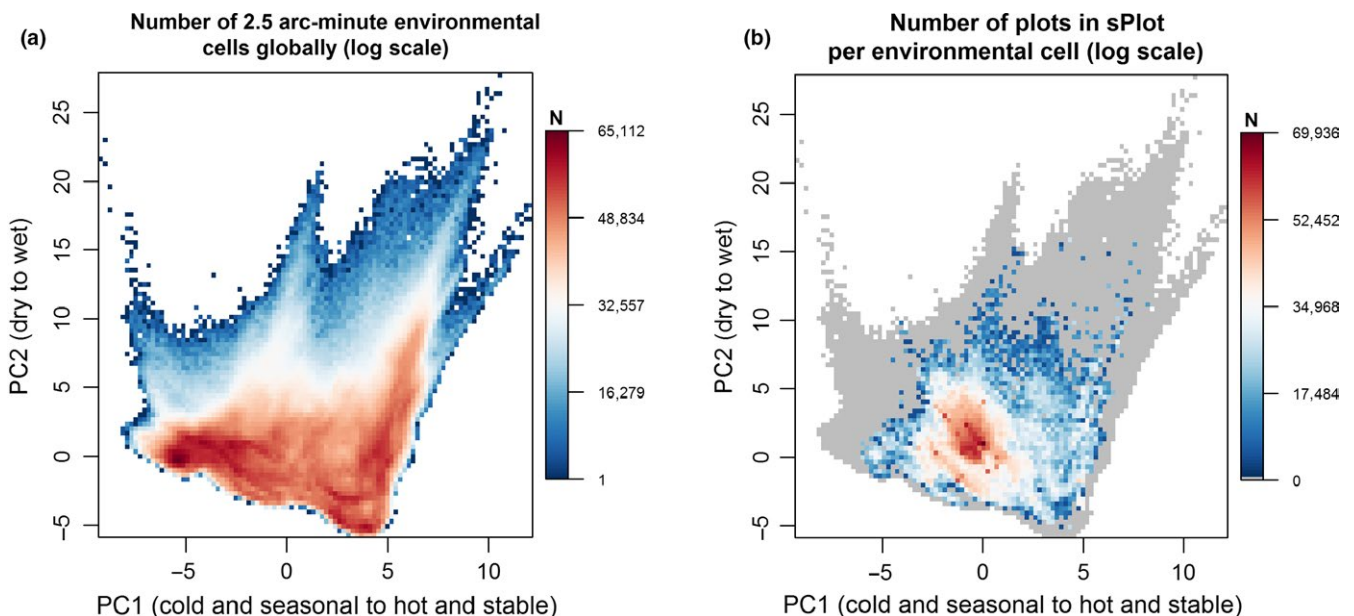 (a)
Number of 2.5 arc-minute environmental
cells globally (log scale)
N
65,112
48,834
32,557
16,279
1
25
20
15
10
5
0
−5
PC2 (dry to wet)
−5
0
5
10
PC1 (cold and seasonal to hot and stable)
(b)
Number of plots in sPlot
per environmental cell (log scale)
N
69,936
52,452
34,968
17,484
0
25
20
15
10
5
0
−5
PC2 (dry to wet)
−5
0
5
10
PC1 (cold and seasonal to hot and stable)